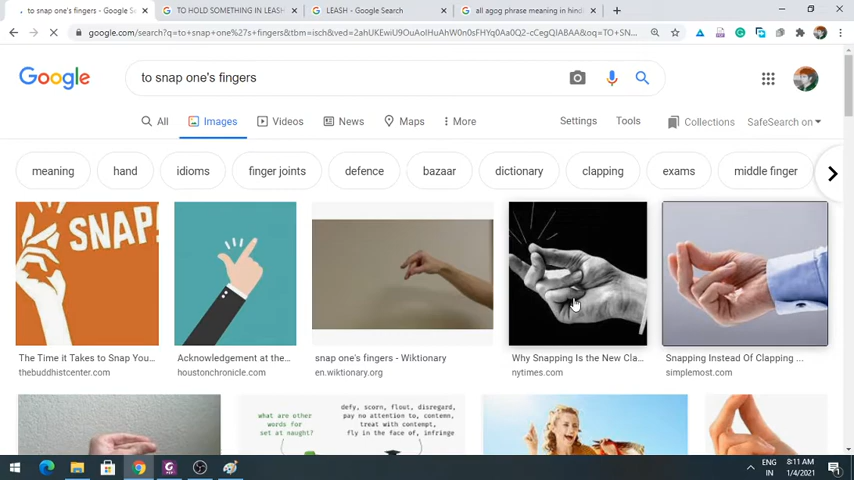 to snap one's fingers - Google Se
TO HOLD SOMETHING IN LEASH
LEASH - Google Search
all agog phrase meaning in hindi
google.com/search?q=to+snap+one%27s+fingers&tbm=isch&ved=2ahUKEwiU9OuAoIHuAhW0n0sFHYq0Aa0Q2-cCegQIABAA&oq=TO+SN...
Google
to snap one's fingers
All
Images
Videos
News
Maps
More
Settings
Tools
Collections
SafeSearch on
meaning
hand
idioms
finger joints
defence
bazaar
dictionary
clapping
exams
middle finger
SNAP!
The Time it Takes to Snap You...
thebuddhistcenter.com
Acknowledgement at the...
houstonchronicle.com
snap one's fingers - Wiktionary
en.wiktionary.org
Why Snapping Is the New Cla...
nytimes.com
Snapping Instead Of Clapping ...
simplemost.com
what are other
words for
set at naught?
defy, scorn, flout, disregard,
pay no attention to, contemn,
treat with contempt,
fly in the face of, infringe
ENG
IN
8:11 AM
1/4/2021